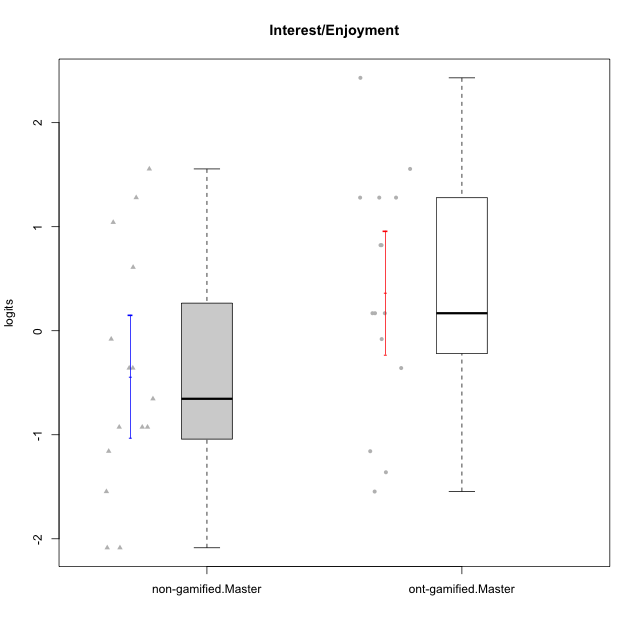 Interest/Enjoyment
logits
2
1
0
-1
-2
non-gamified.Master
ont-gamified.Master